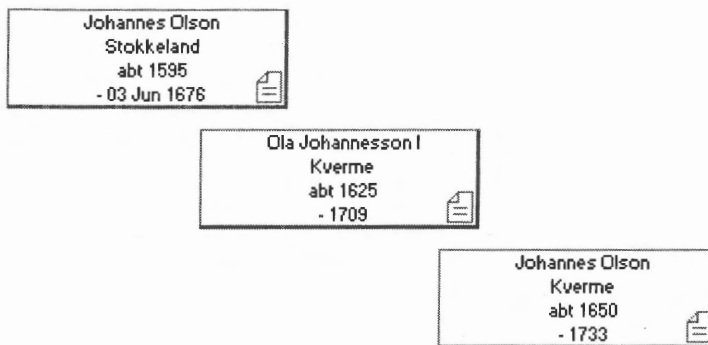 Johannes Olson
Stokkeland
abt 1595
- 03 Jun 1676
Ola Johannesson I
Kverme
abt 1625
- 1709
Johannes Olson
Kverme
abt 1650
- 1733